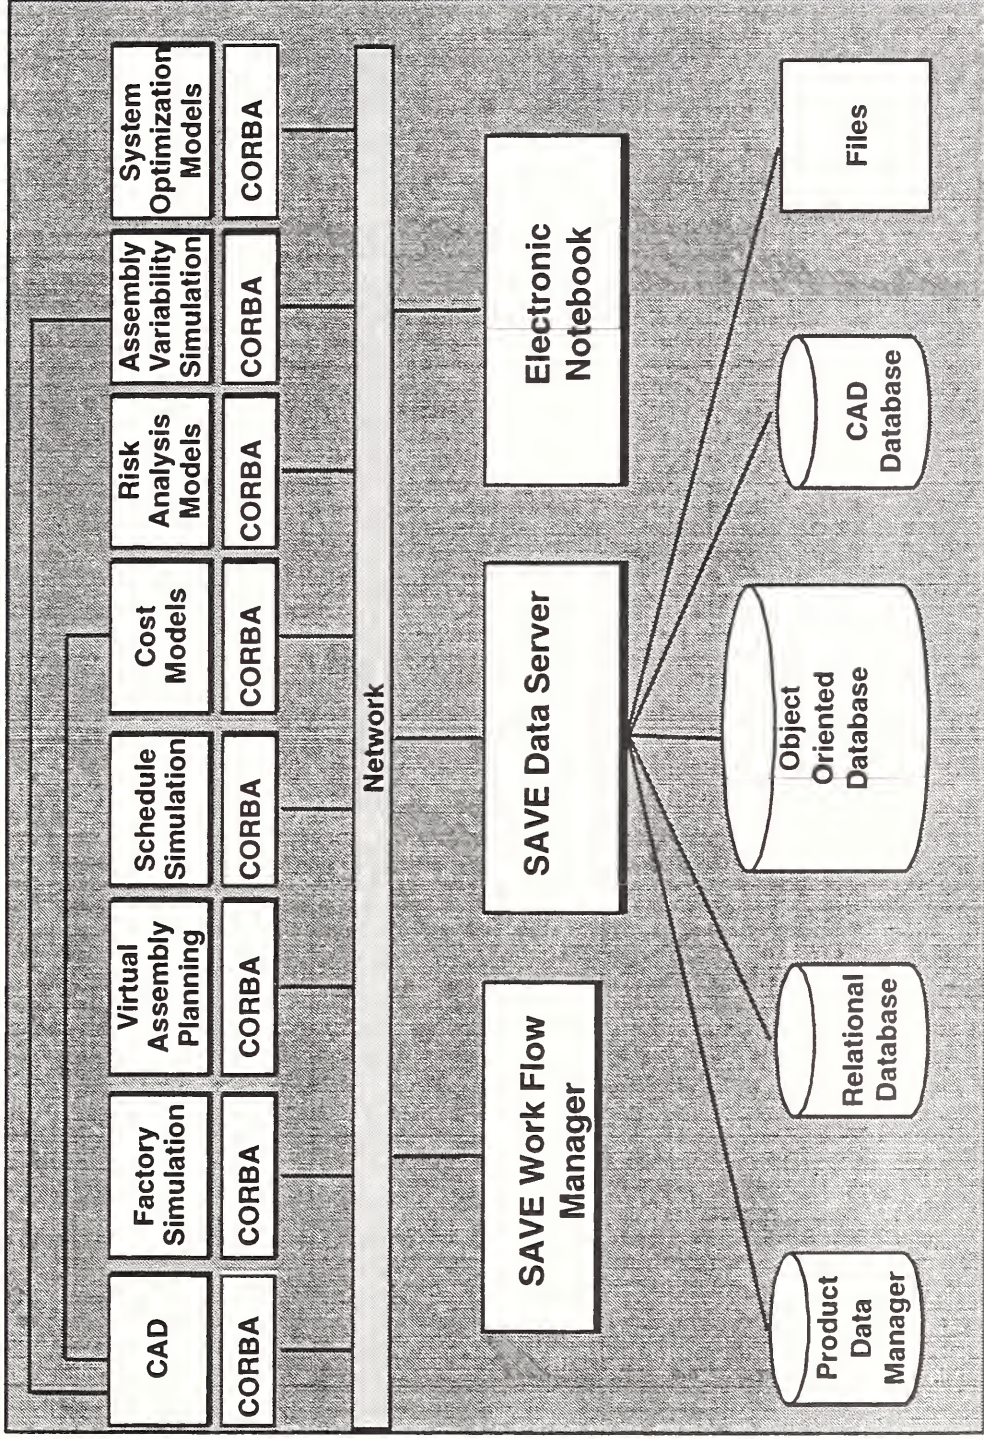 CAD
Factory
Simulation
Virtual
Assembly
Planning
Schedule
Simulation
Cost
Models
Risk
Analysis
Models
Assembly
Variability
Simulation
System
Optimization
Models
CORBA
CORBA
CORBA
CORBA
CORBA
CORBA
CORBA
CORBA
Network
SAVE Work Flow
Manager
SAVE Data Server
Electronic
Notebook
Product
Data
Manager
Relational
Database
Object
Oriented
Database
CAD
Database
Files